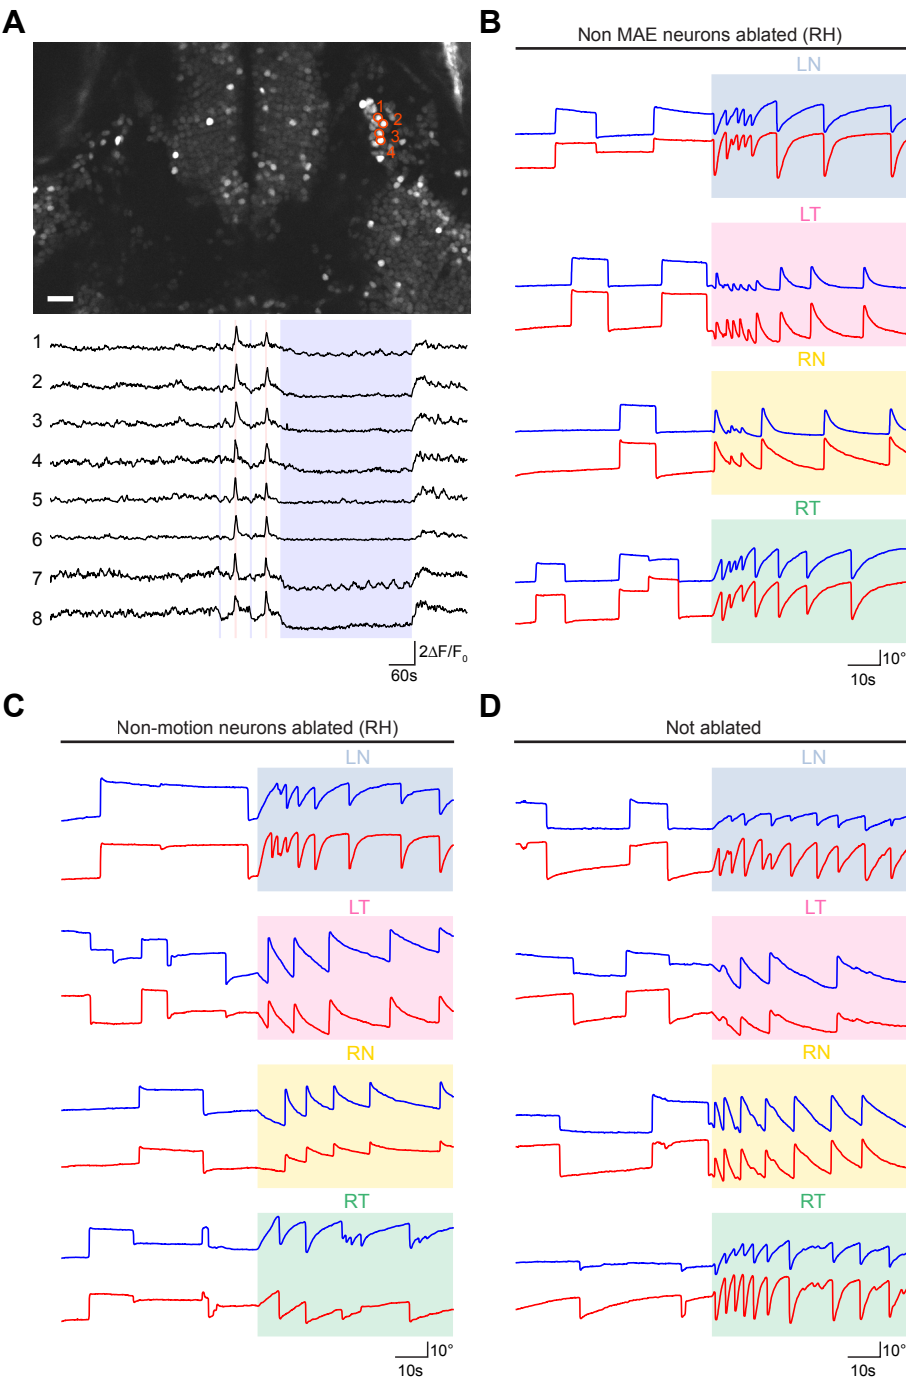 A
1
2
3
4
1
2
3
4
5
6
7
8
2ΔF/F0
60s
B
Non MAE neurons ablated (RH)
LN
LT
RN
RT
10°
10s
C
Non-motion neurons ablated (RH)
LN
LT
RN
RT
10°
10s
D
Not ablated
LN
LT
RN
RT
10°
10s